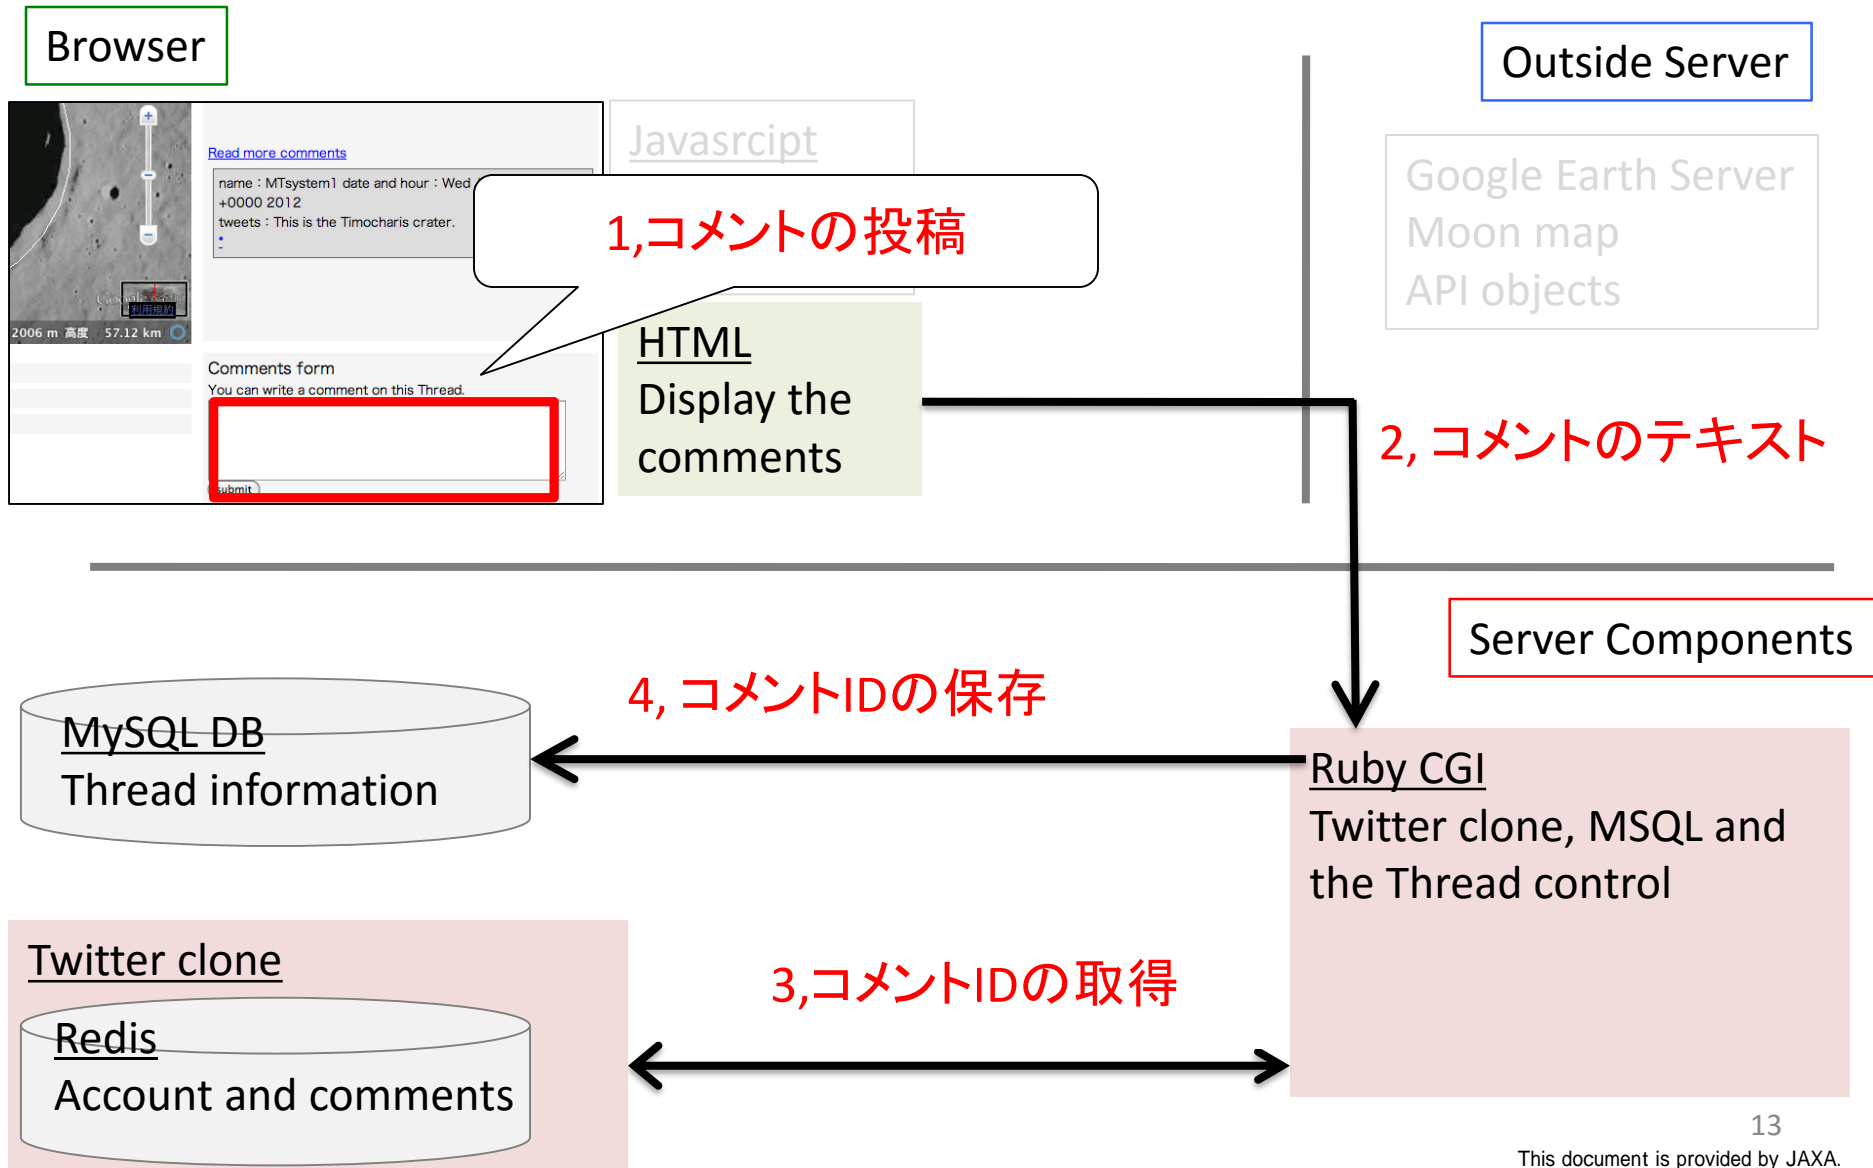 Browser
Outside Server
Read more comments
name : MTsystem1 date and hour : Wed
+0000 2012
tweets : This is the Timocharis crater.
Google earth
利用規約
2006 m 高度 57.12 km
Javasrcipt
1,コメントの投稿
Google Earth Server
Moon map
API objects
HTML
Display the
comments
Comments form
You can write a comment on this Thread.
submit
2, コメントのテキスト
Server Components
4, コメントIDの保存
MySQL DB
Thread information
Ruby CGI
Twitter clone, MSQL and
the Thread control
Twitter clone
3,コメントIDの取得
Redis
Account and comments
13
This document is provided by JAXA.